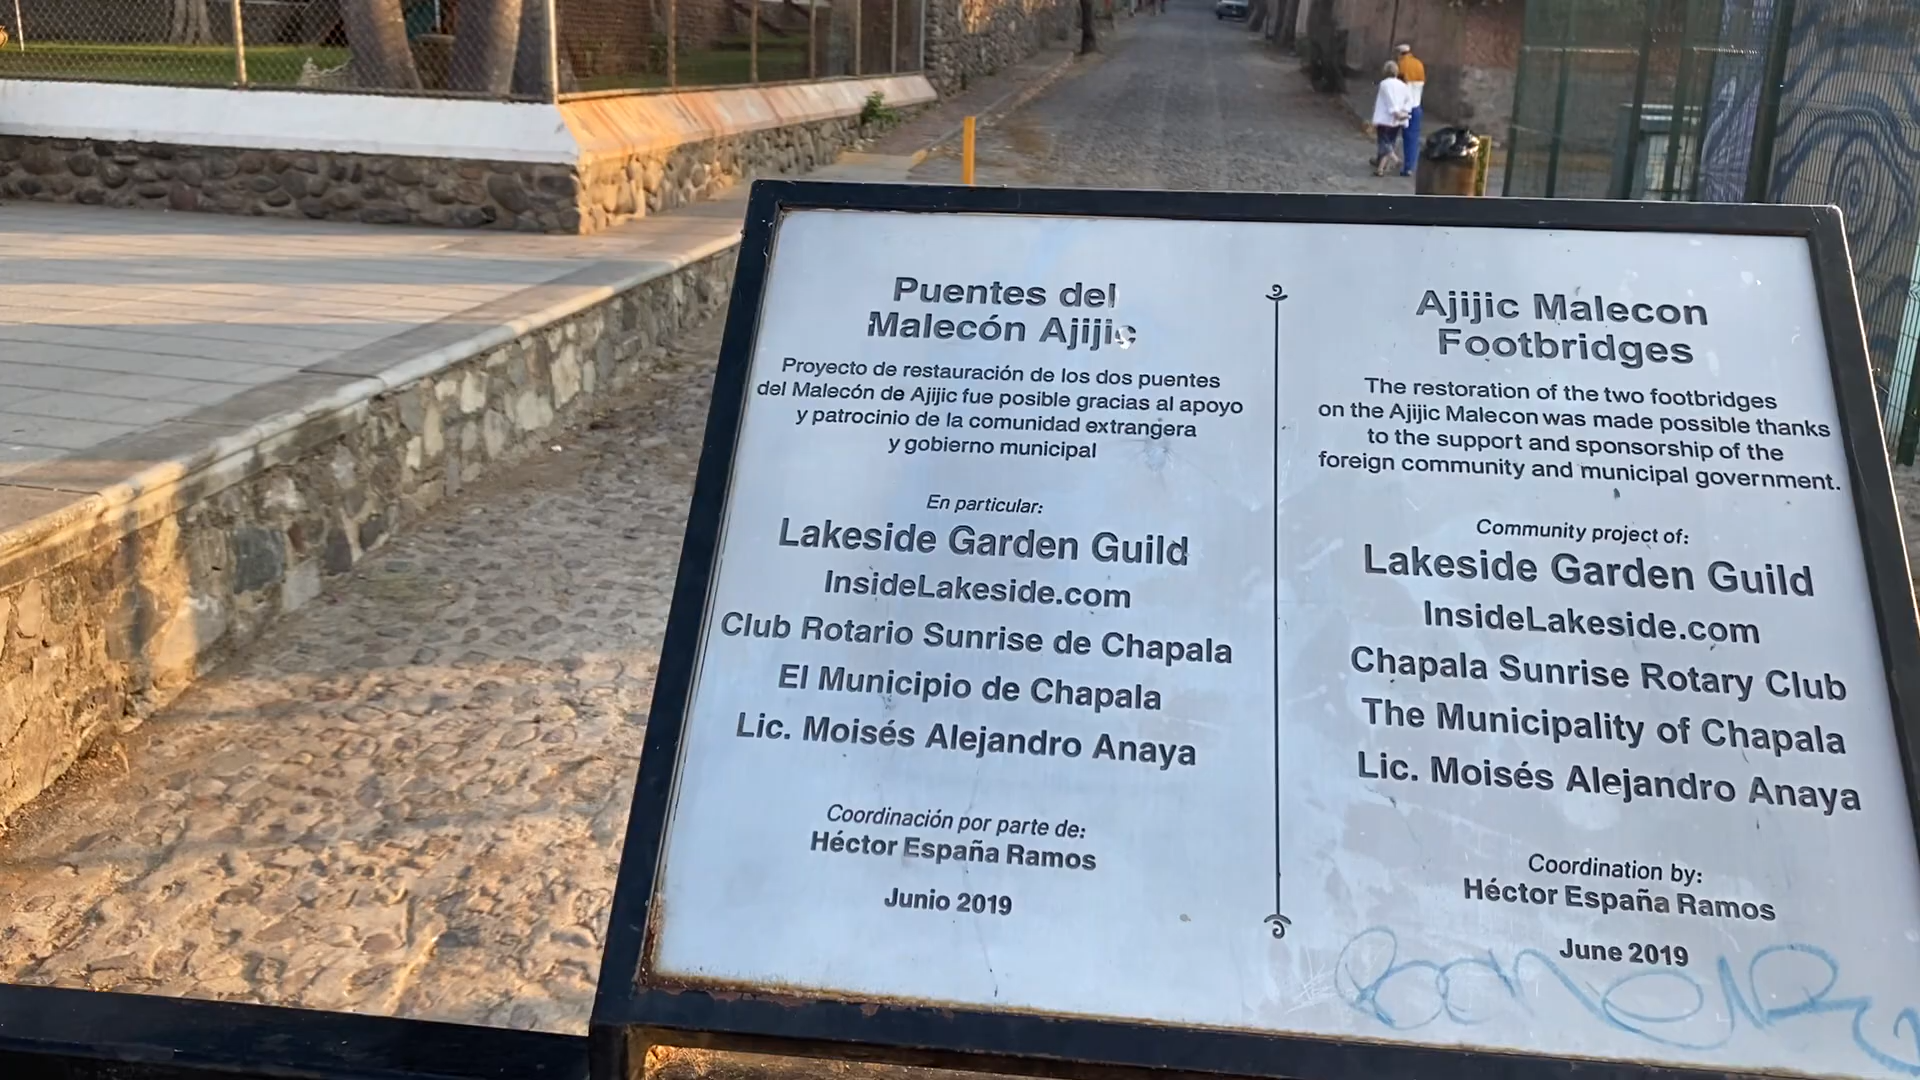 Puentes del
Malecón Ajijic
Proyecto de restauración de los dos puentes
del Malecón de Ajijic fue posible gracias al apoyo
y patrocinio de la comunidad extrangera
y gobierno municipal
En particular:
Lakeside Garden Guild
InsideLakeside.com
Club Rotario Sunrise de Chapala
El Municipio de Chapala
Lic. Moisés Alejandro Anaya
Coordinación por parte de:
Héctor España Ramos
Junio 2019
Ajijic Malecon
Footbridges
The restoration of the two footbridges
on the Ajijic Malecon was made possible thanks
to the support and sponsorship of the
foreign community and municipal government.
Community project of:
Lakeside Garden Guild
InsideLakeside.com
Chapala Sunrise Rotary Club
The Municipality of Chapala
Lic. Moisés Alejandro Anaya
Coordination by:
Héctor España Ramos
June 2019